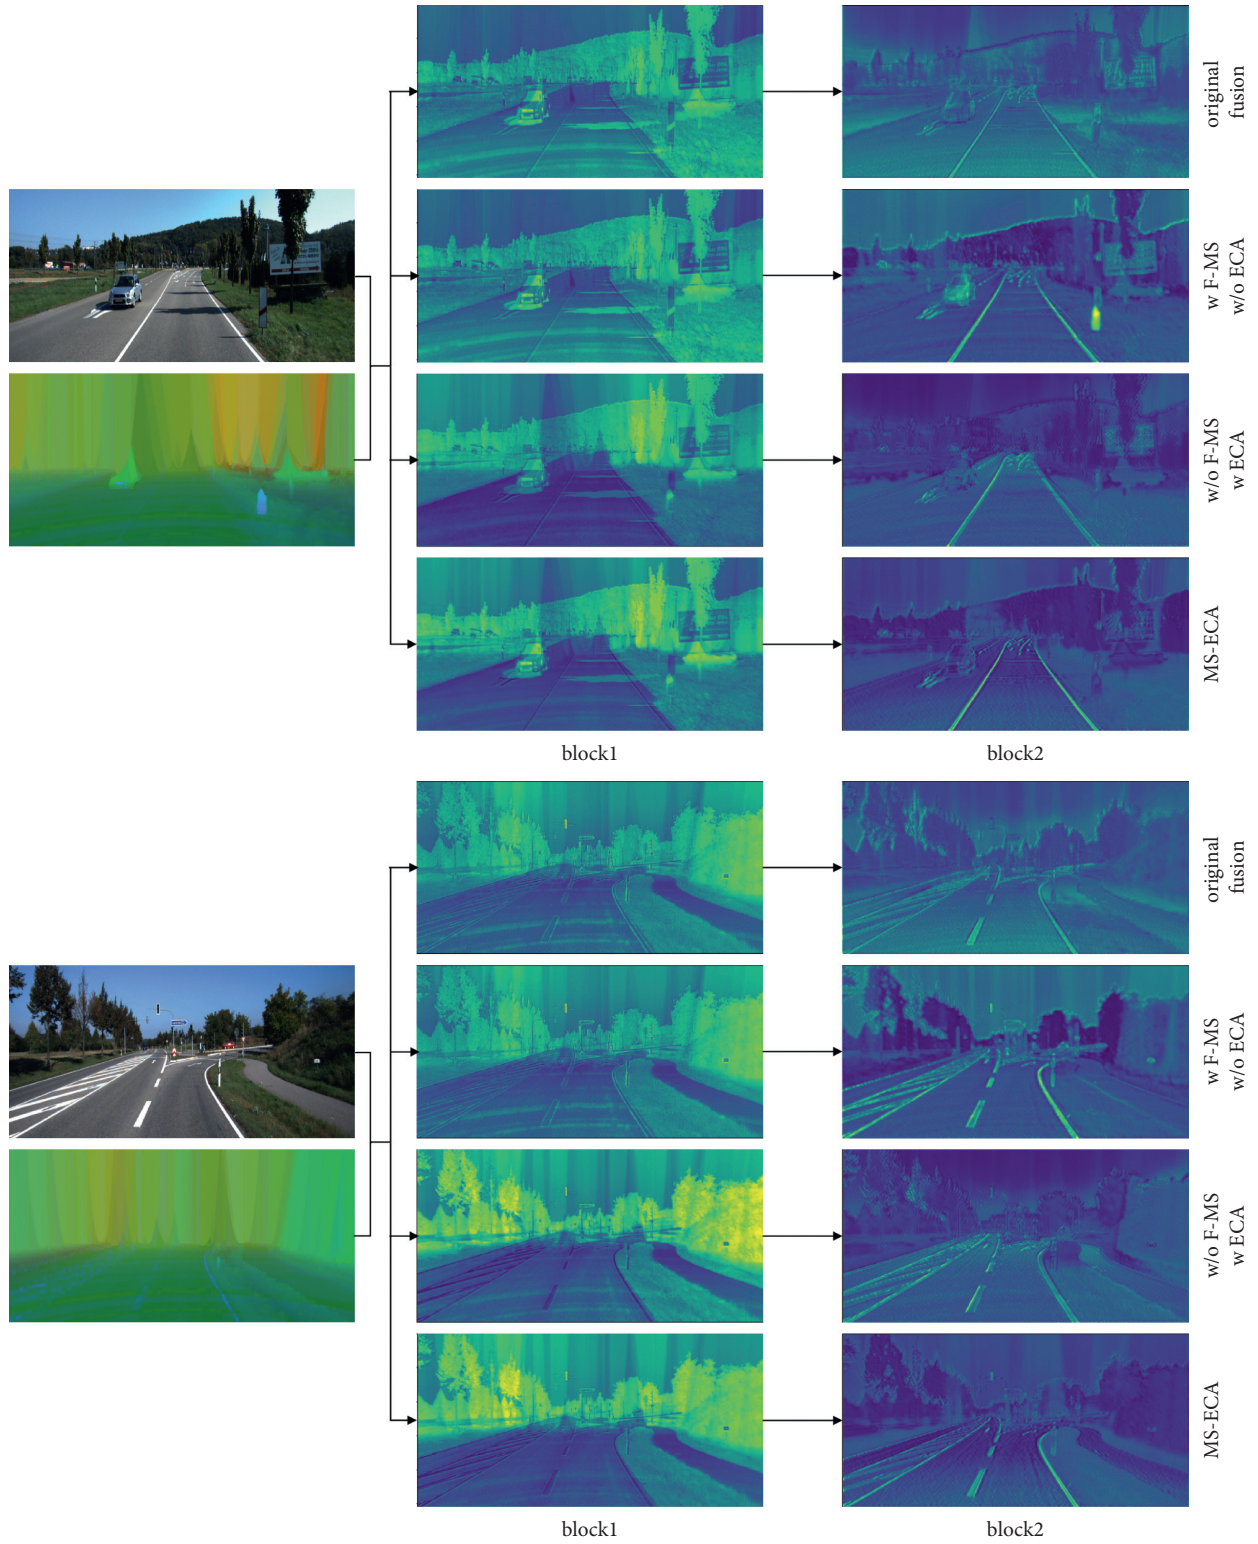 original
fusion
w F-MS
w/o ECA
w/o F-MS
w ECA
MS-ECA
block1
block2
original
fusion
w F-MS
w/o ECA
w/o F-MS
w ECA
MS-ECA
block1
block2